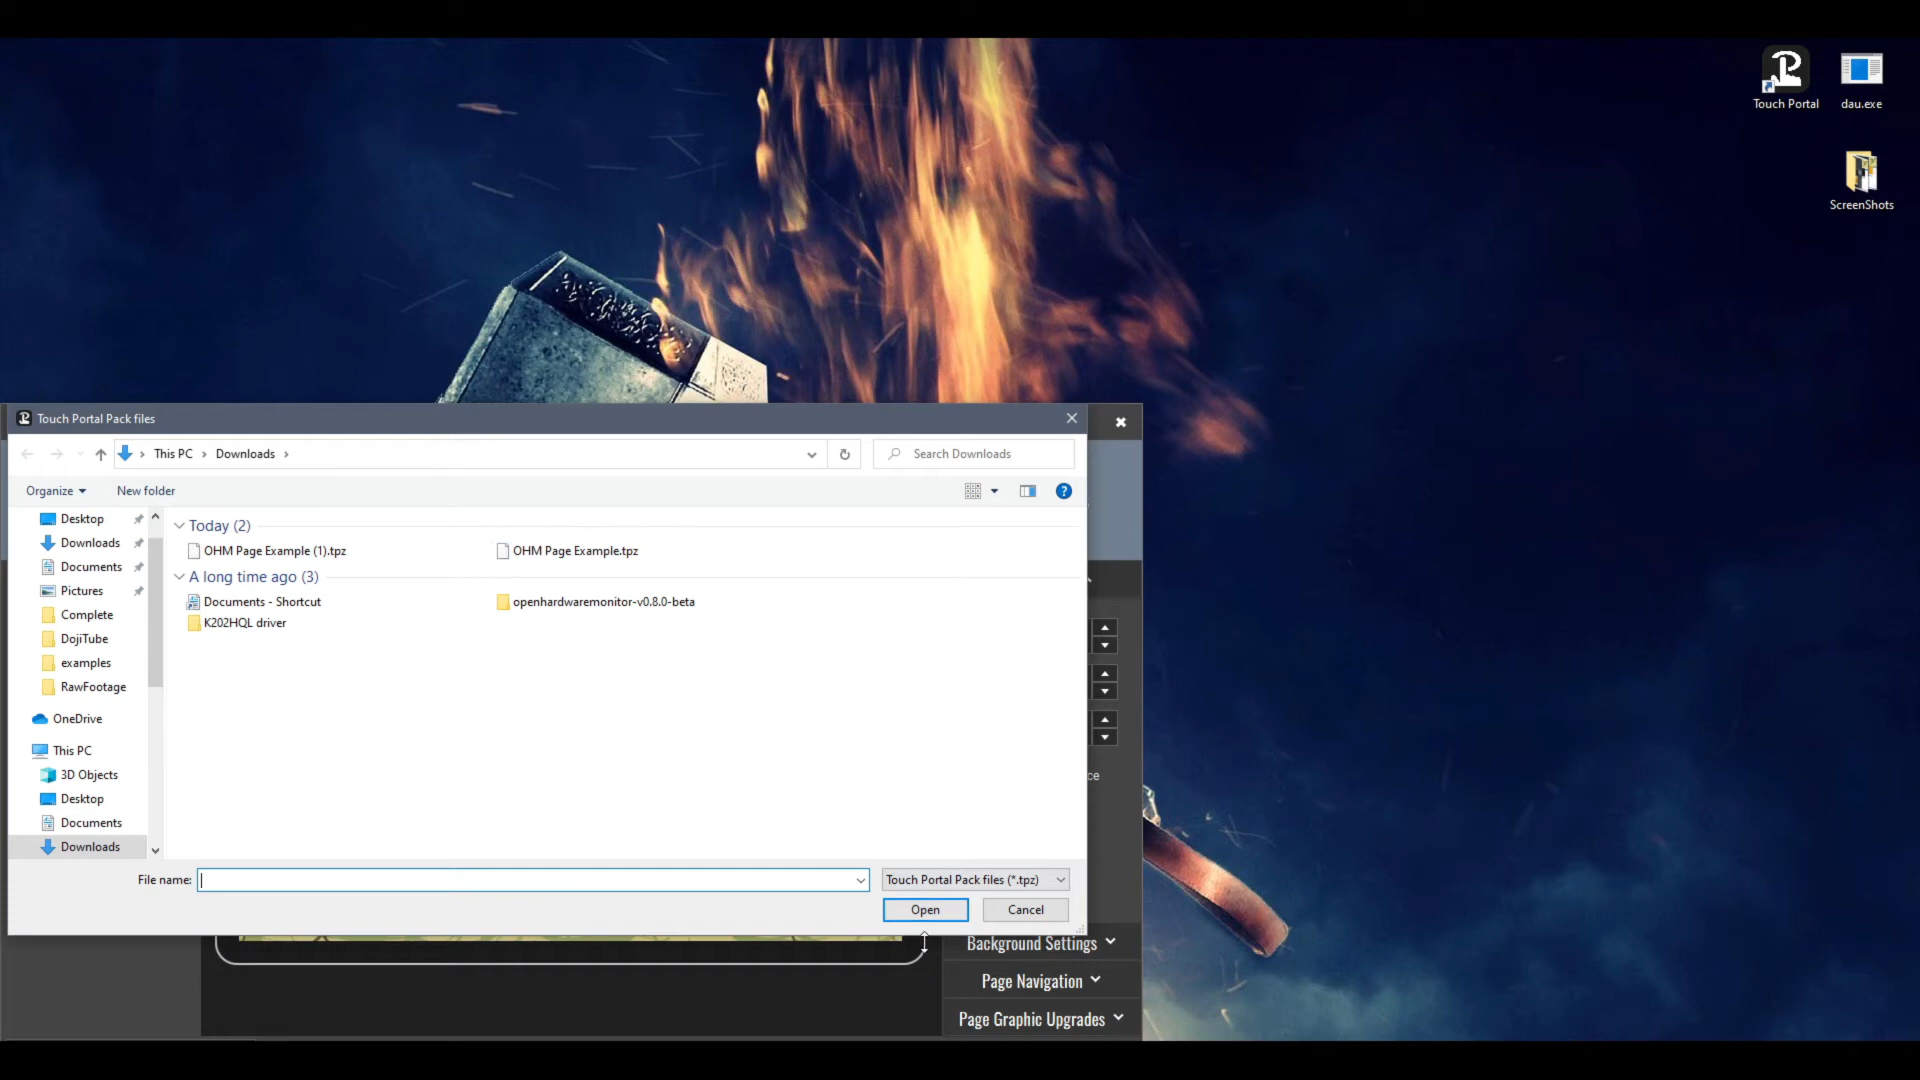 Touch Portal
dau.exe
ScreenShots
Touch Portal Pack files
This PC
Downloads
Search Downloads
Organize
New folder
Desktop
Downloads
Documents
Pictures
Complete
DojiTube
examples
RawFootage
OneDrive
This PC
3D Objects
Desktop
Documents
Downloads
Today (2)
OHM Page Example (1).tpz
OHM Page Example.tpz
A long time ago (3)
Documents - Shortcut
openhardwaremonitor-v0.8.0-beta
K202HQL driver
ce
File name:
Touch Portal Pack files (*.tpz)
Open
Cancel
Background Settings
Page Navigation
Page Graphic Upgrades